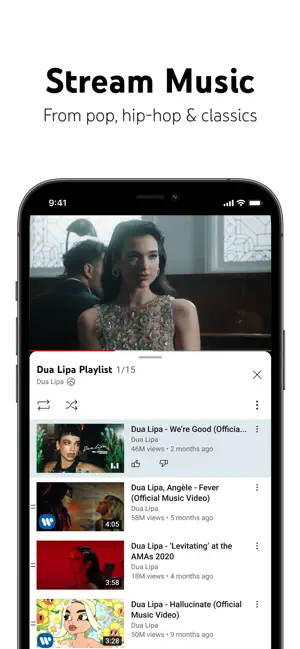 Stream Music
From pop, hip-hop & classics
9:41
Dua Lipa Playlist 1/15
Dua Lipa
Dua Lipa - We're Good (Officia...
Dua Lipa
46M views • 2 months ago
Dua Lipa, Angèle - Fever
(Official Music Video)
Dua Lipa
58M views • 5 months ago
4:05
Dua Lipa - 'Levitating' at the
AMAs 2020
Dua Lipa
18M views • 4 months ago
3:58
Dua Lipa - Hallucinate (Official
Music Video)
Dua Lipa
50M views • 9 months ago
3:28